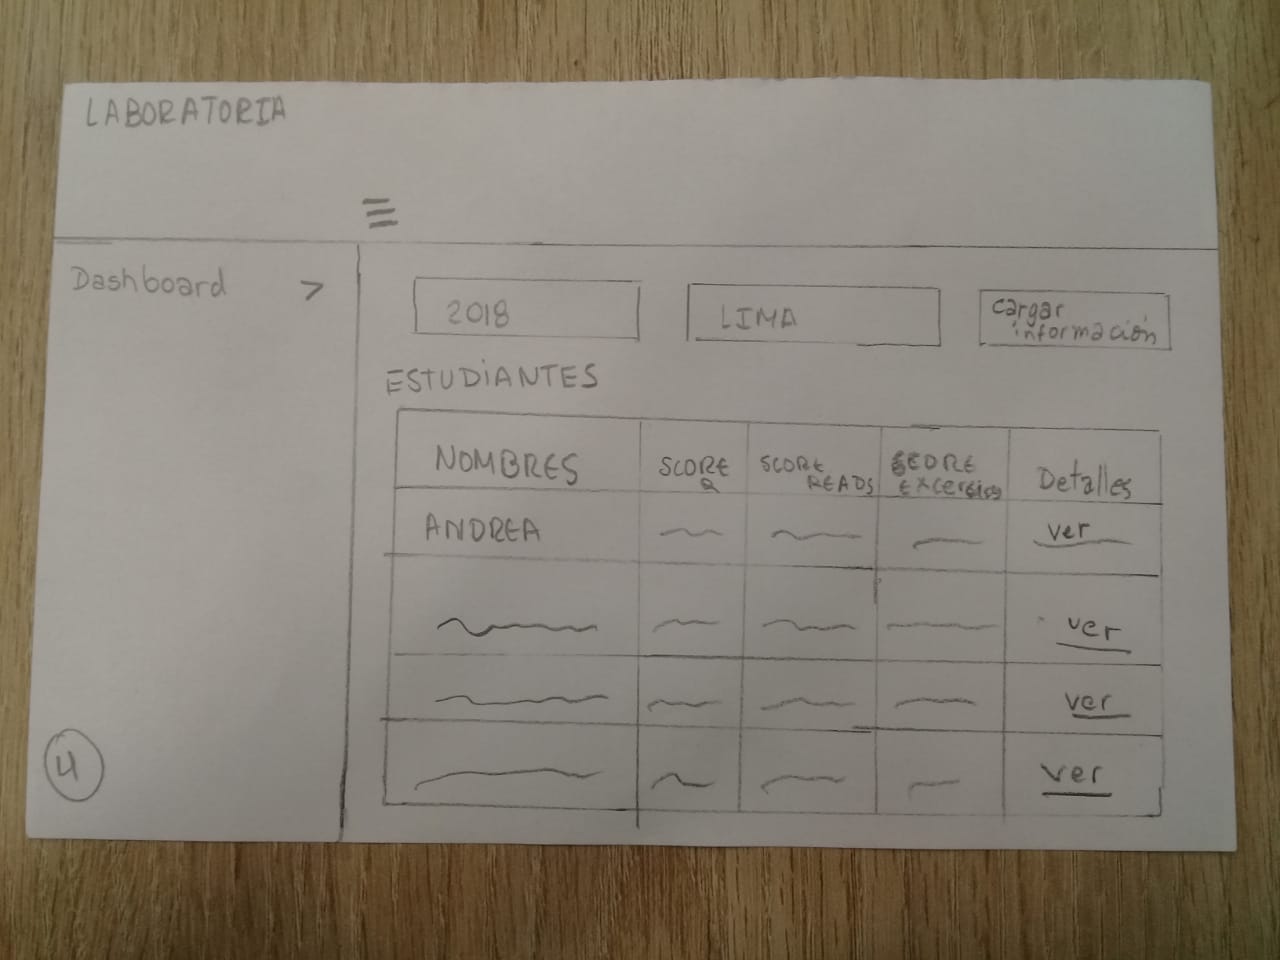 LABORATORIA
Dashboard >
2018
LIMA
cargar
información
ESTUDIANTES
NOMBRES
SCORE
Q
SCORE
READS
SCORE
Detalles
ANDREA
ver
ver
ver
ver
4